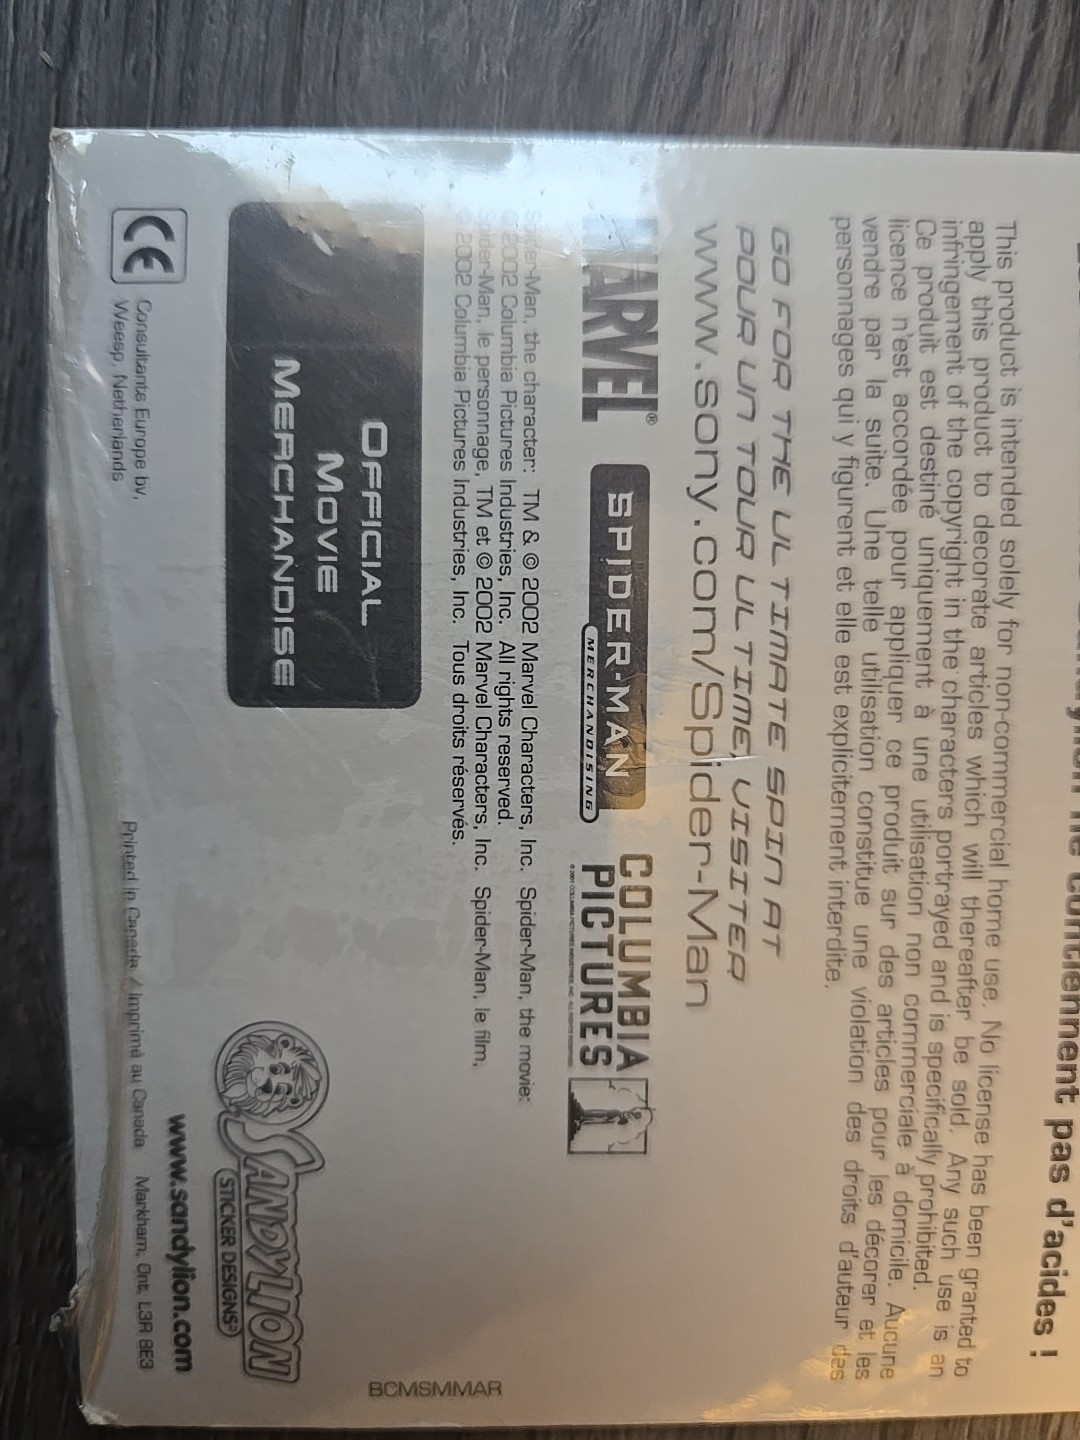 pas d'acides !
This product is intended solely for non-commercial home use. No license has been granted to
apply this product to decorate articles which will thereafter be sold. Any such use is an
infringement of the copyright in the characters portrayed and is specifically prohibited.
Ce produit est destiné uniquement à une utilisation non commerciale à domicile. Aucune
licence n'est accordée pour appliquer ce produit sur des articles pour les décorer et les
vendre par la suite. Une telle utilisation constitue une violation des droits d'auteur des
personnages qui y figurent et elle est explicitement interdite.
GO FOR THE ULTIMATE SPIN AT
POUR UN TOUR ULTIME, VISITER
www.sony.com/Spider-Man
MARVEL®
SPIDER-MAN
MERCHANDISING
COLUMBIA
PICTURES
Spider-Man, the character: TM & © 2002 Marvel Characters, Inc. Spider-Man, the movie:
© 2002 Columbia Pictures Industries, Inc. All rights reserved.
Spider-Man, le personnage, TM et © 2002 Marvel Characters, Inc. Spider-Man, le film,
© 2002 Columbia Pictures Industries, Inc. Tous droits réservés.
OFFICIAL
MOVIE
MERCHANDISE
SANDYLION
STICKER DESIGNS®
BCMSMMAR
CE
Consultants Europe bv,
Weesp, Netherlands
www.sandylion.com
Printed in Canada / Imprimé au Canada Markham, Ont. L3R 8E3